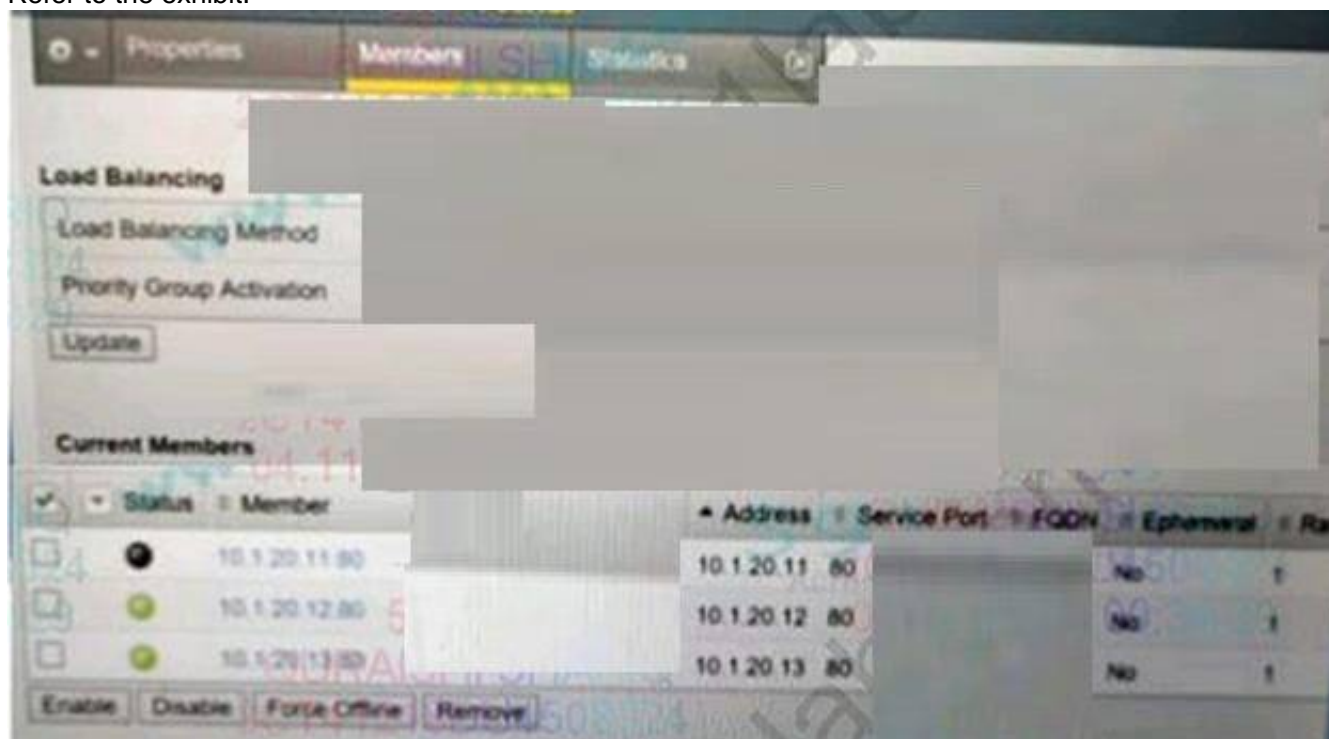 Refer to the exhibit.
Properties Members Statistics
Load Balancing
Load Balancing Method
Priority Group Activation
Update
Current Members
Status Member Address Service Port FQDN Ephemeral Ra
10.1.20.11:80 10.1.20.11 80 No 1
10.1.20.12:80 10.1.20.12 80 No 1
10.1.20.13:80 10.1.20.13 80 No 1
Enable Disable Force Offline Remove